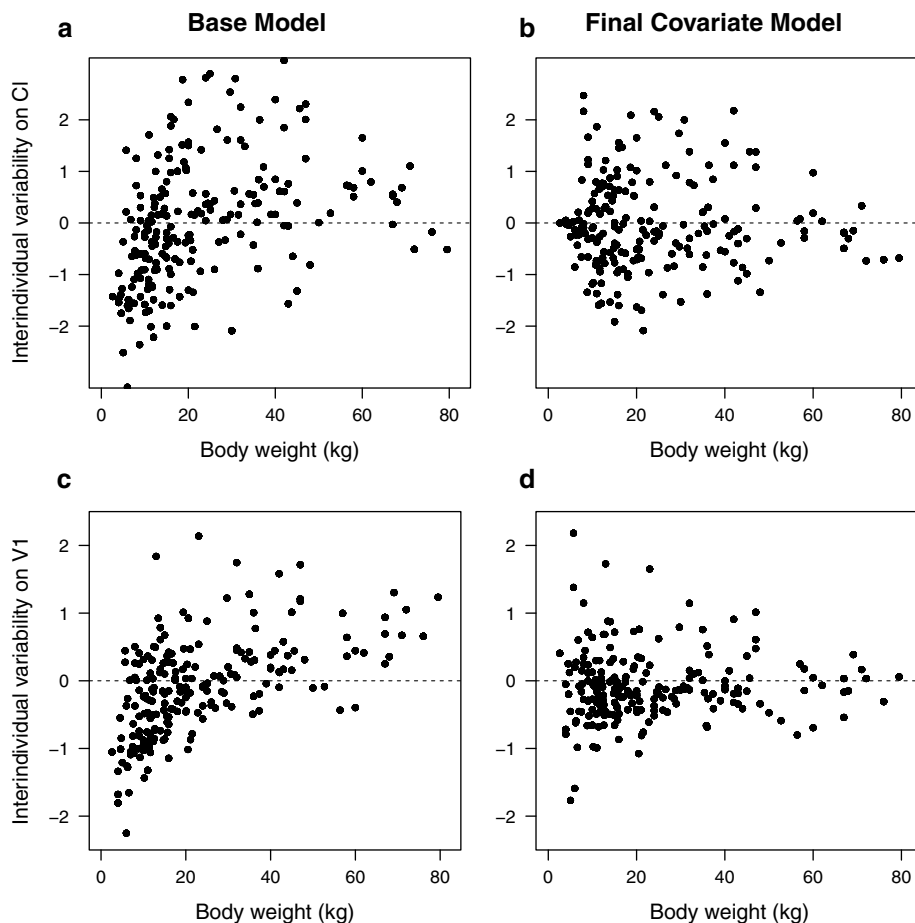 a Base Model
b Final Covariate Model
Interindividual variability on Cl
2
1
0
−1
−2
0 20 40 60 80
Body weight (kg)
2
1
0
−1
−2
0 20 40 60 80
Body weight (kg)
c
d
Interindividual variability on V1
2
1
0
−1
−2
0 20 40 60 80
Body weight (kg)
2
1
0
−1
−2
0 20 40 60 80
Body weight (kg)